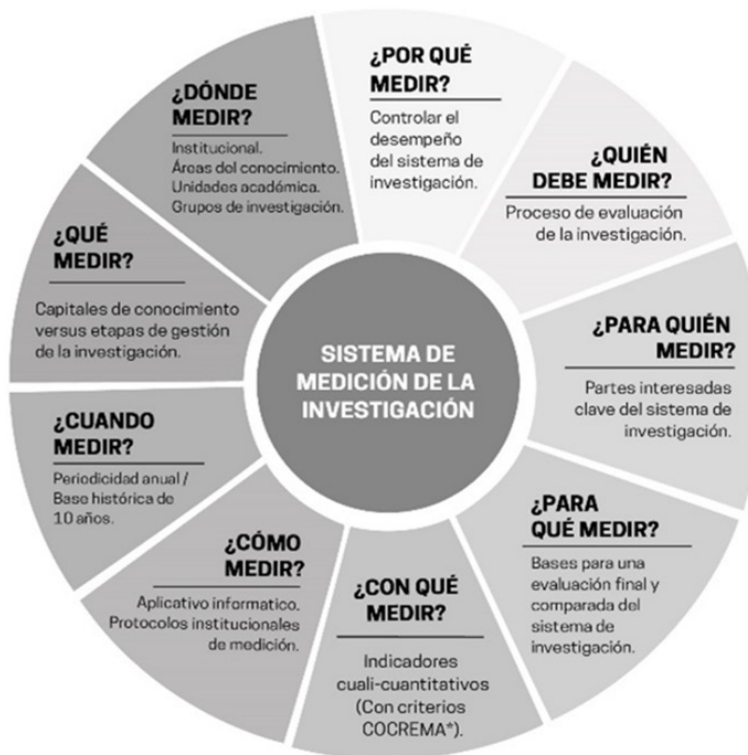 ¿POR QUÉ
MEDIR?
Controlar el
desempeño
del sistema de
investigación.
¿QUIÉN
DEBE MEDIR?
Proceso de evaluación
de la investigación.
¿PARA QUIÉN
MEDIR?
Partes interesadas
clave del sistema de
investigación.
¿PARA
QUÉ MEDIR?
Bases para una
evaluación final y
comparada del
sistema de
investigación.
¿CON QUÉ
MEDIR?
Indicadores
cuali-cuantitativos
(Con criterios
COCREMA*).
¿CÓMO
MEDIR?
Aplicativo informatico.
Protocolos institucionales
de medición.
¿CUANDO
MEDIR?
Periodicidad anual /
Base histórica de
10 años.
¿QUÉ
MEDIR?
Capitales de conocimiento
versus etapas de gestión
de la investigación.
¿DÓNDE
MEDIR?
Institucional.
Áreas del conocimiento.
Unidades académica.
Grupos de investigación.
SISTEMA DE
MEDICIÓN DE LA
INVESTIGACIÓN